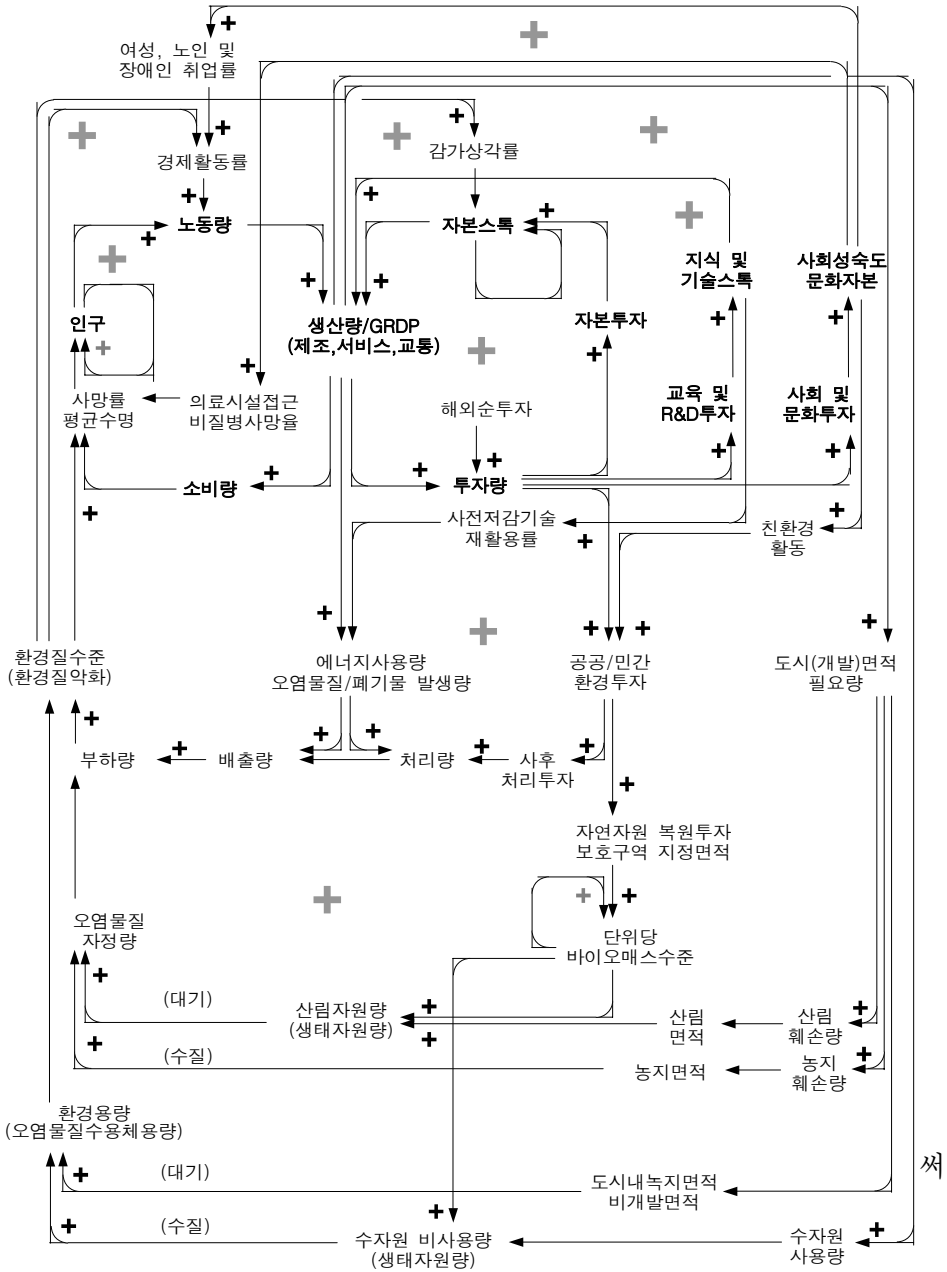 여성, 노인 및
장애인 취업률
경제활동률
감가상각률
노동량
자본스톡
지식 및
기술스톡
사회성숙도
문화자본
인구
생산량/GRDP
(제조,서비스,교통)
자본투자
사망률
평균수명
의료시설접근
비질병사망율
해외순투자
교육 및
R&D투자
사회 및
문화투자
소비량
투자량
사전저감기술
재활용률
친환경
활동
환경질수준
(환경질악화)
에너지사용량
오염물질/폐기물 발생량
공공/민간
환경투자
도시(개발)면적
필요량
부하량
배출량
처리량
사후
처리투자
자연자원 복원투자
보호구역 지정면적
오염물질
자정량
단위당
바이오매스수준
(대기)
산림자원량
(생태자원량)
산림
면적
산림
훼손량
(수질)
농지면적
농지
훼손량
환경용량
(오염물질수용체용량)
(대기)
도시내녹지면적
비개발면적
써
(수질)
수자원 비사용량
(생태자원량)
수자원
사용량